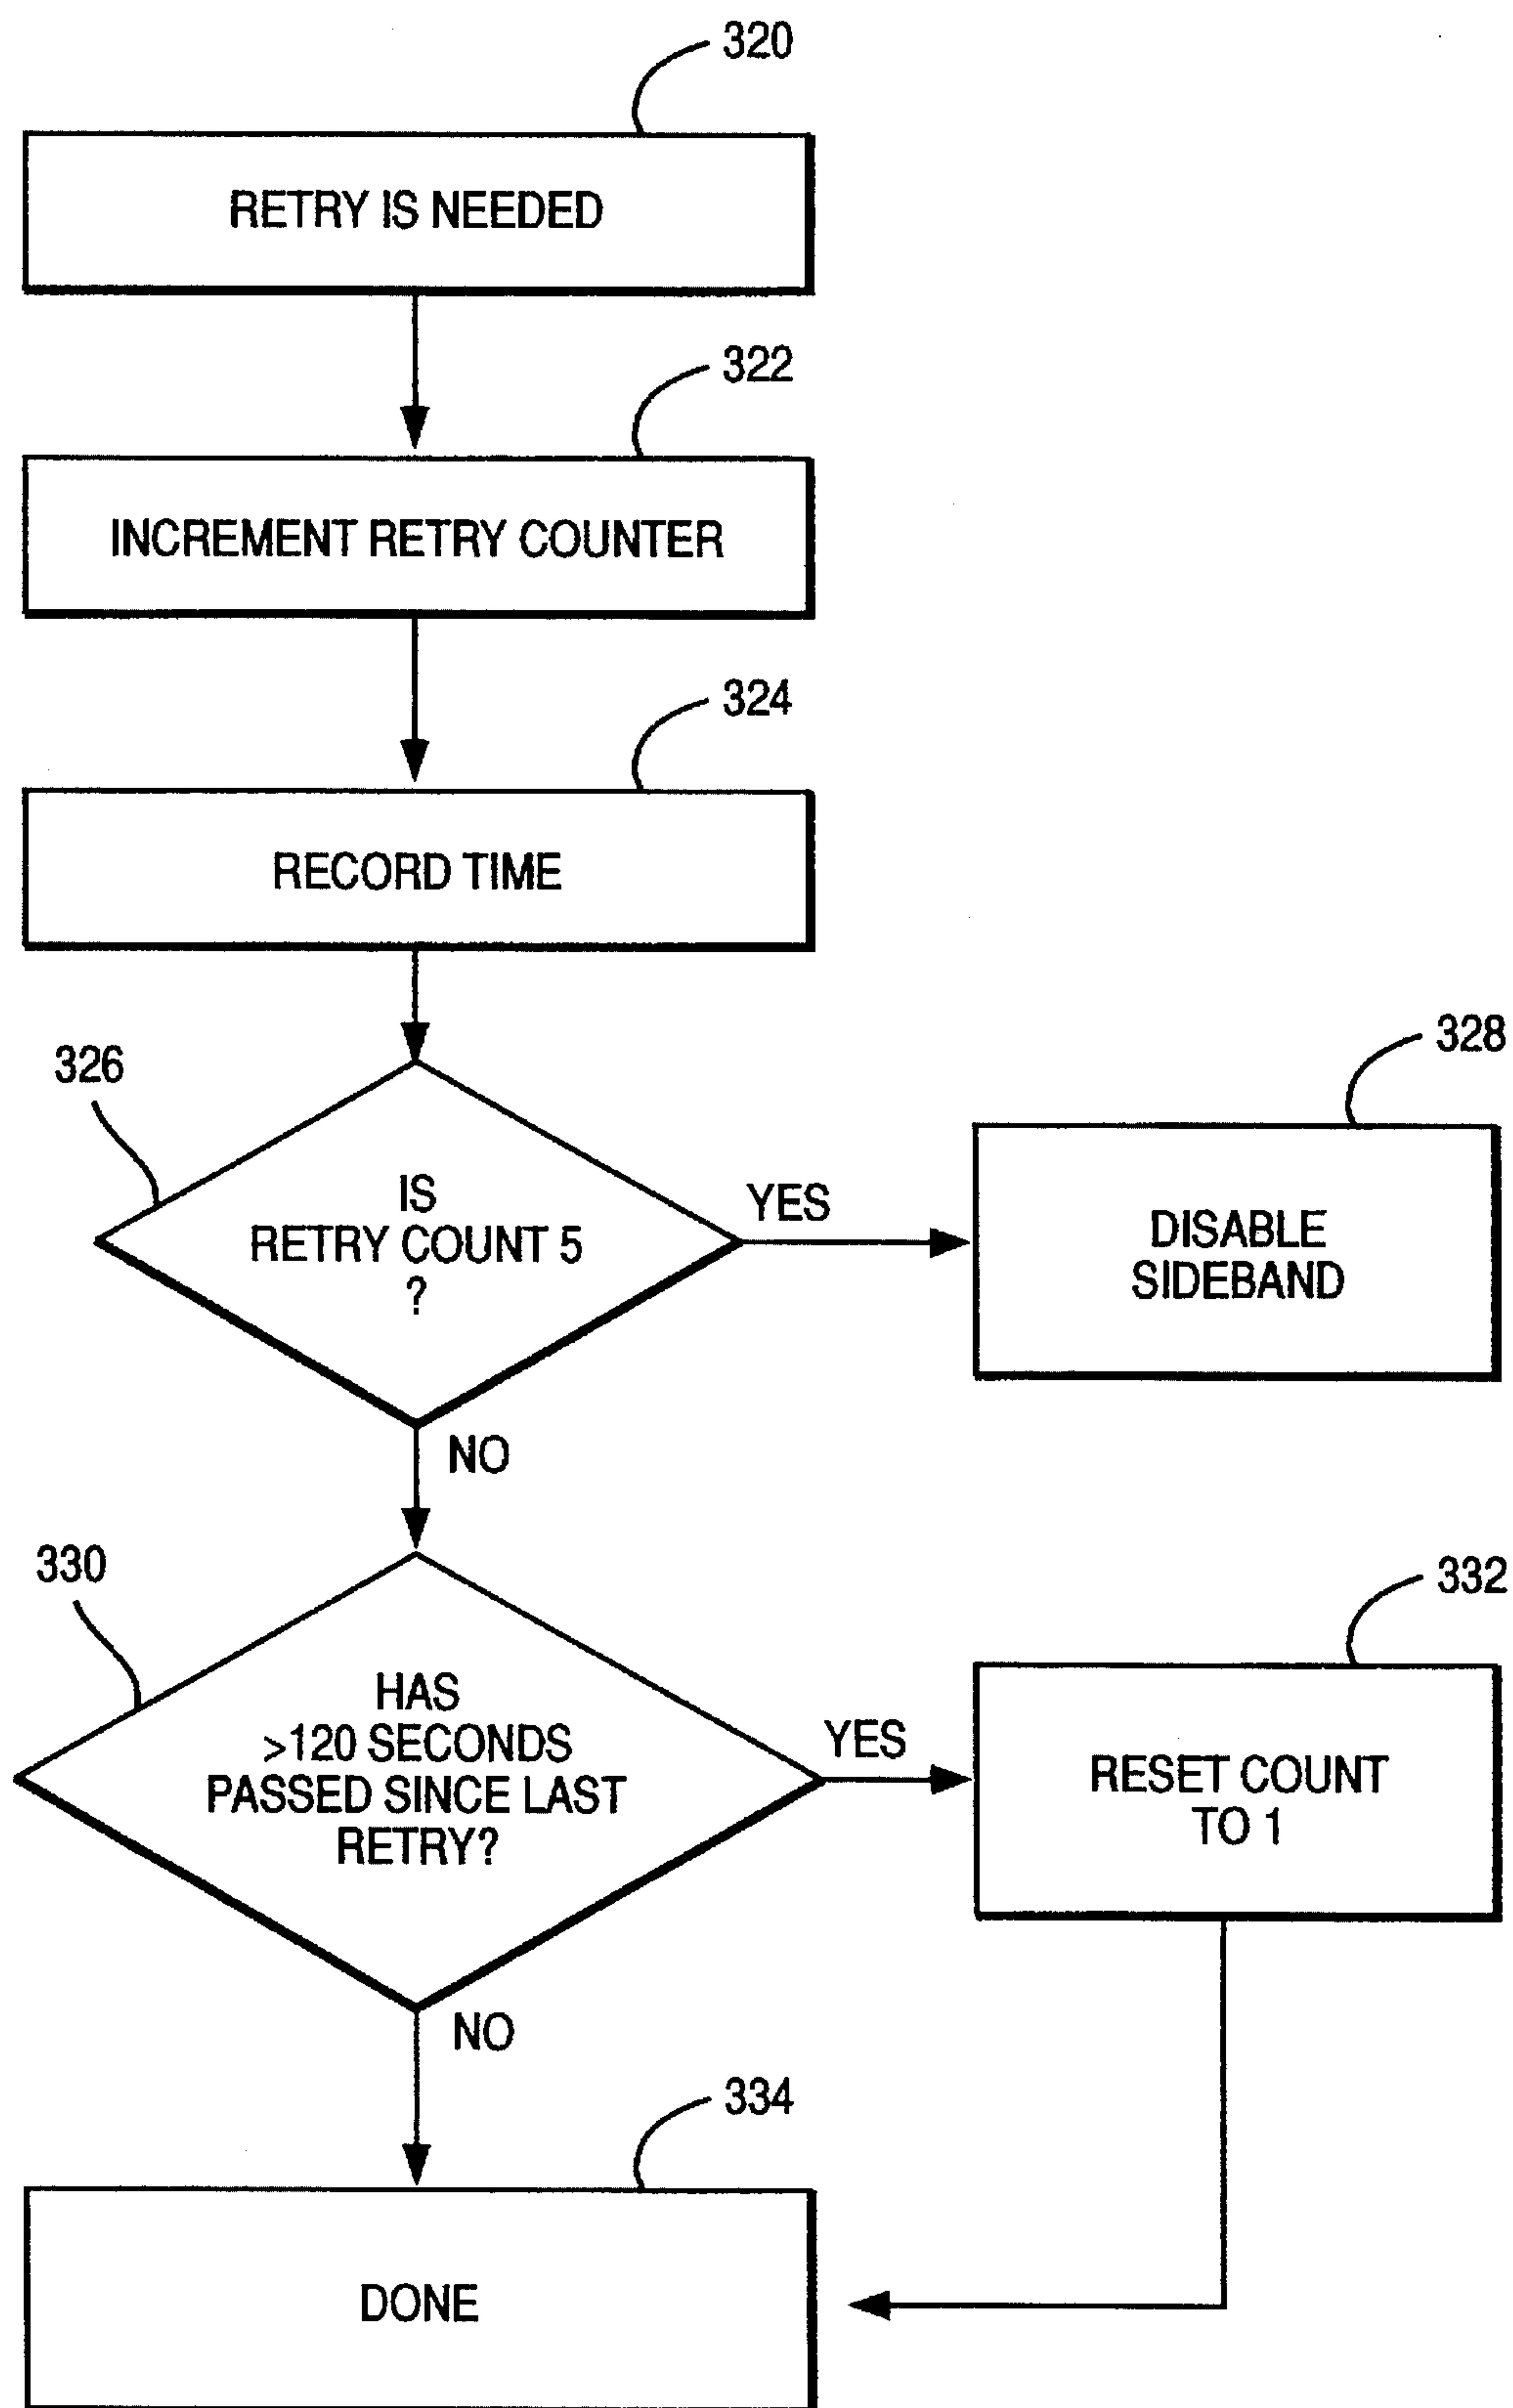 320
RETRY IS NEEDED
322
INCREMENT RETRY COUNTER
324
RECORD TIME
326
IS
RETRY COUNT 5
?
YES
328
DISABLE
SIDEBAND
NO
330
HAS
>120 SECONDS
PASSED SINCE LAST
RETRY?
YES
332
RESET COUNT
TO 1
NO
334
DONE